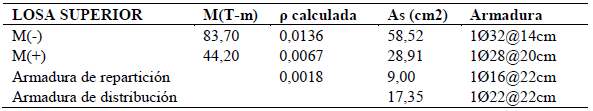 LOSA SUPERIOR M(T-m) ρ calculada As (cm2) Armadura
M(-) 83,70 0,0136 58,52 1Ø32@14cm
M(+) 44,20 0,0067 28,91 1Ø28@20cm
Armadura de repartición 0,0018 9,00 1Ø16@22cm
Armadura de distribución 17,35 1Ø22@22cm